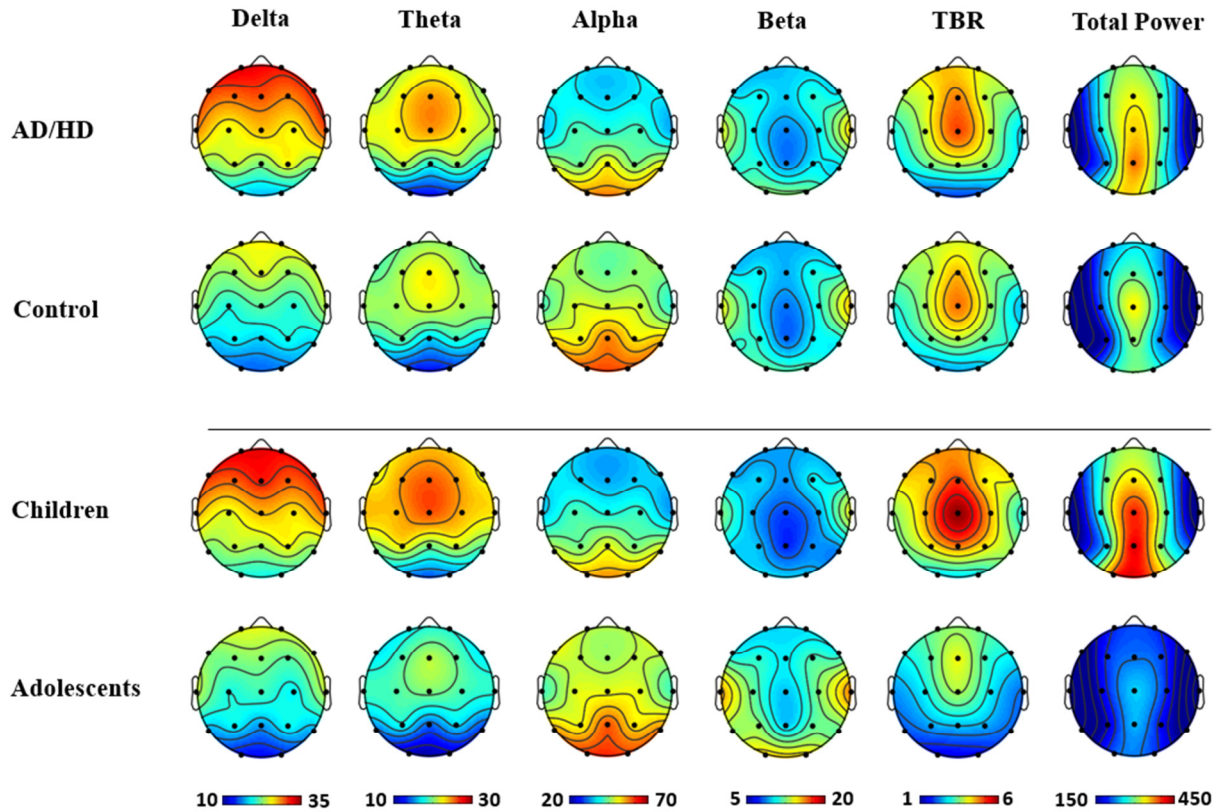 Delta Theta Alpha Beta TBR Total Power
AD/HD
Control
Children
Adolescents
10 35 10 30 20 70 5 20 1 6 150 450